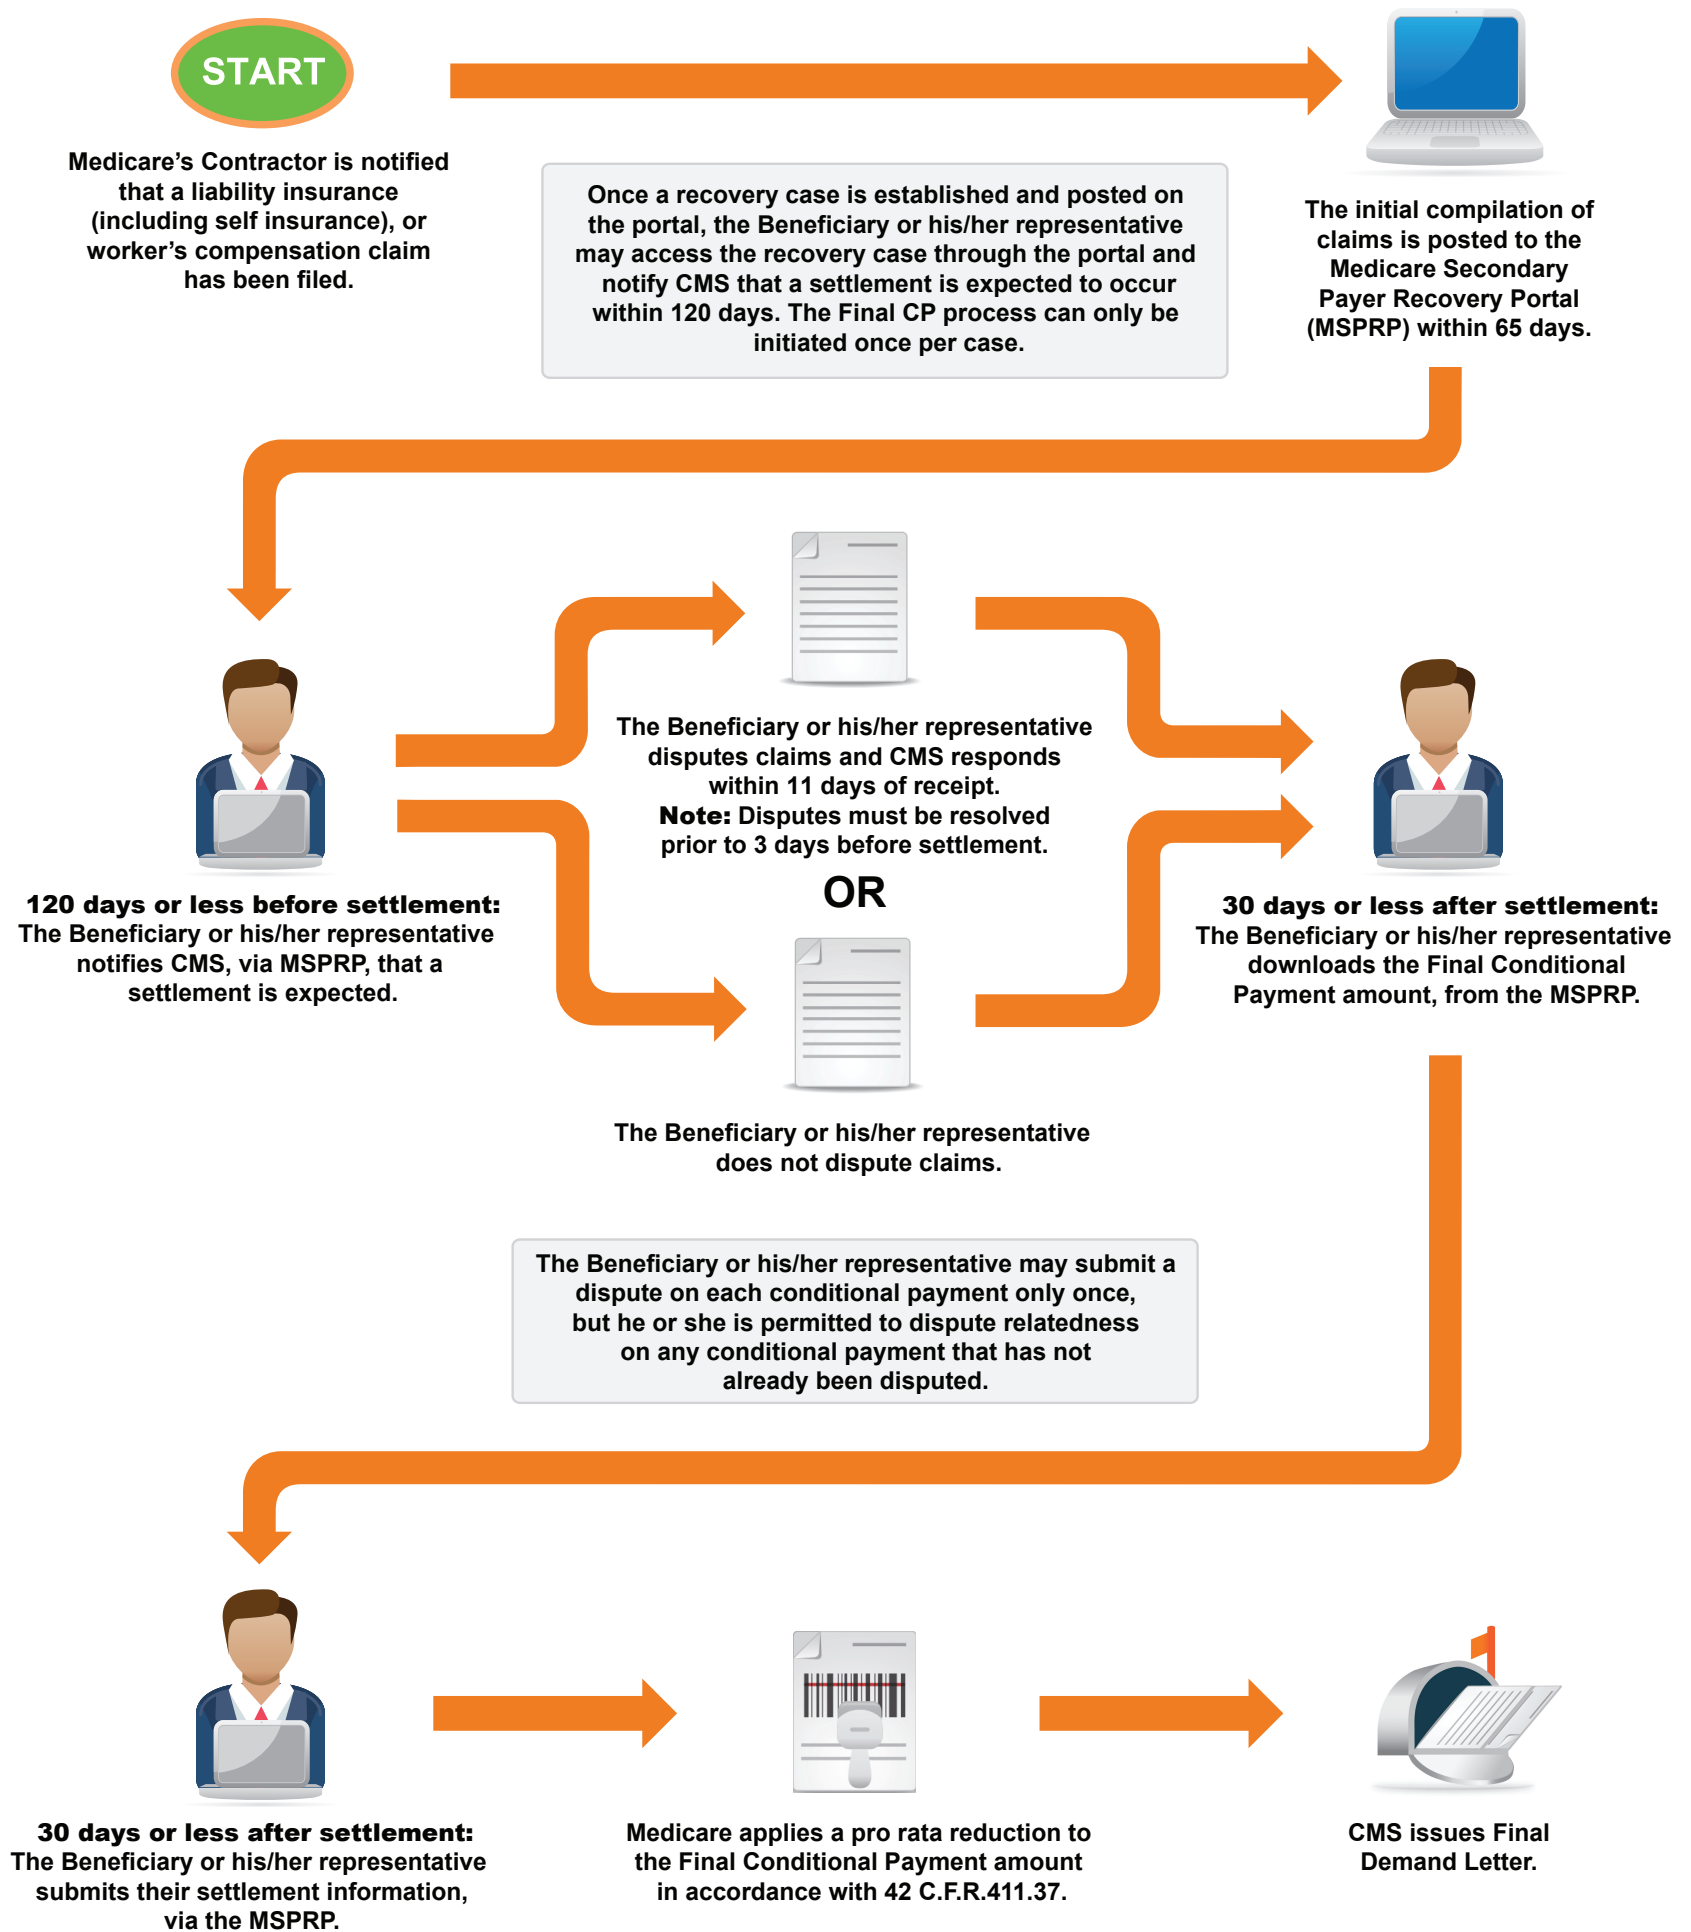 START
Medicare's Contractor is notified
that a liability insurance
(including self insurance), or
worker's compensation claim
has been filed.
Once a recovery case is established and posted on
the portal, the Beneficiary or his/her representative
may access the recovery case through the portal and
notify CMS that a settlement is expected to occur
within 120 days. The Final CP process can only be
initiated once per case.
The initial compilation of
claims is posted to the
Medicare Secondary
Payer Recovery Portal
(MSPRP) within 65 days.
120 days or less before settlement:
The Beneficiary or his/her representative
notifies CMS, via MSPRP, that a
settlement is expected.
The Beneficiary or his/her representative
disputes claims and CMS responds
within 11 days of receipt.
Note: Disputes must be resolved
prior to 3 days before settlement.
OR
The Beneficiary or his/her representative
does not dispute claims.
30 days or less after settlement:
The Beneficiary or his/her representative
downloads the Final Conditional
Payment amount, from the MSPRP.
The Beneficiary or his/her representative may submit a
dispute on each conditional payment only once,
but he or she is permitted to dispute relatedness
on any conditional payment that has not
already been disputed.
30 days or less after settlement:
The Beneficiary or his/her representative
submits their settlement information,
via the MSPRP.
Medicare applies a pro rata reduction to
the Final Conditional Payment amount
in accordance with 42 C.F.R.411.37.
CMS issues Final
Demand Letter.